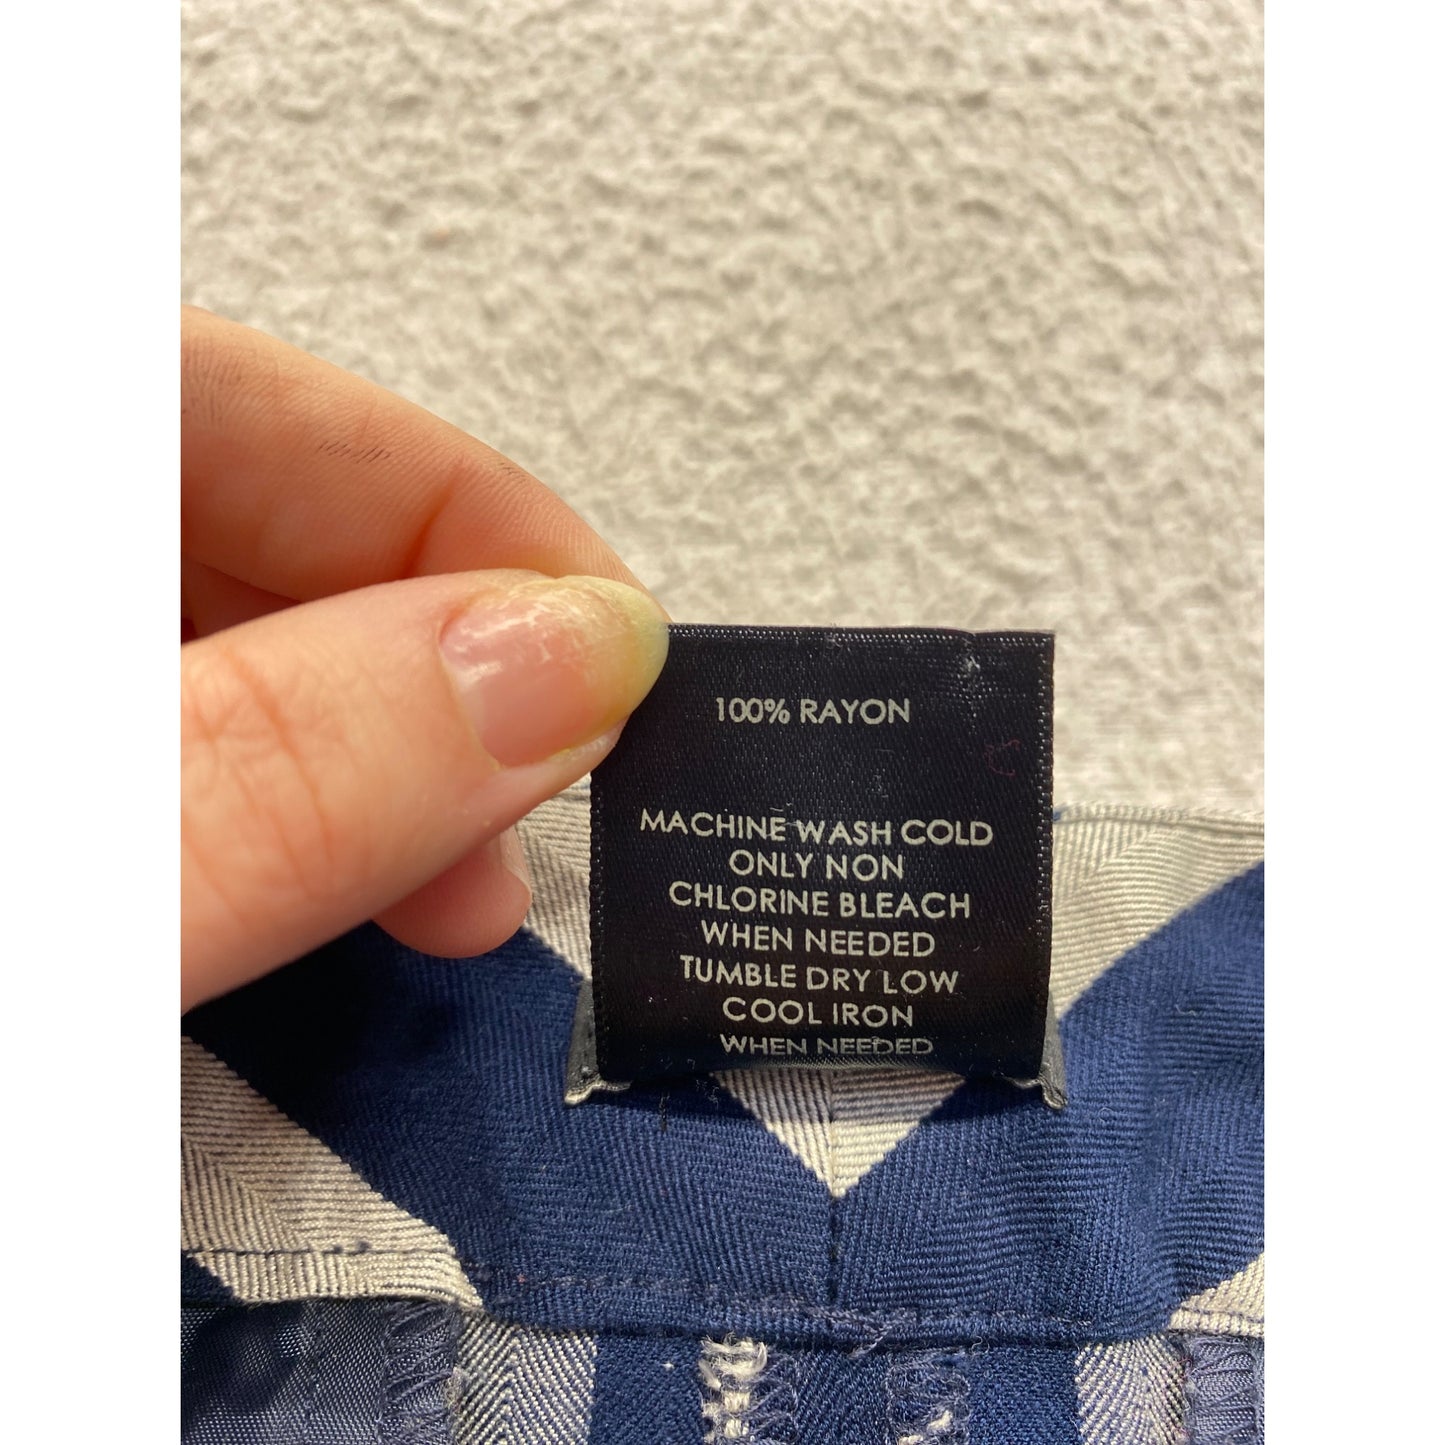 100% RAYON
MACHINE WASH COLD
ONLY NON
CHLORINE BLEACH
WHEN NEEDED
TUMBLE DRY LOW
COOL IRON
WHEN NEEDED